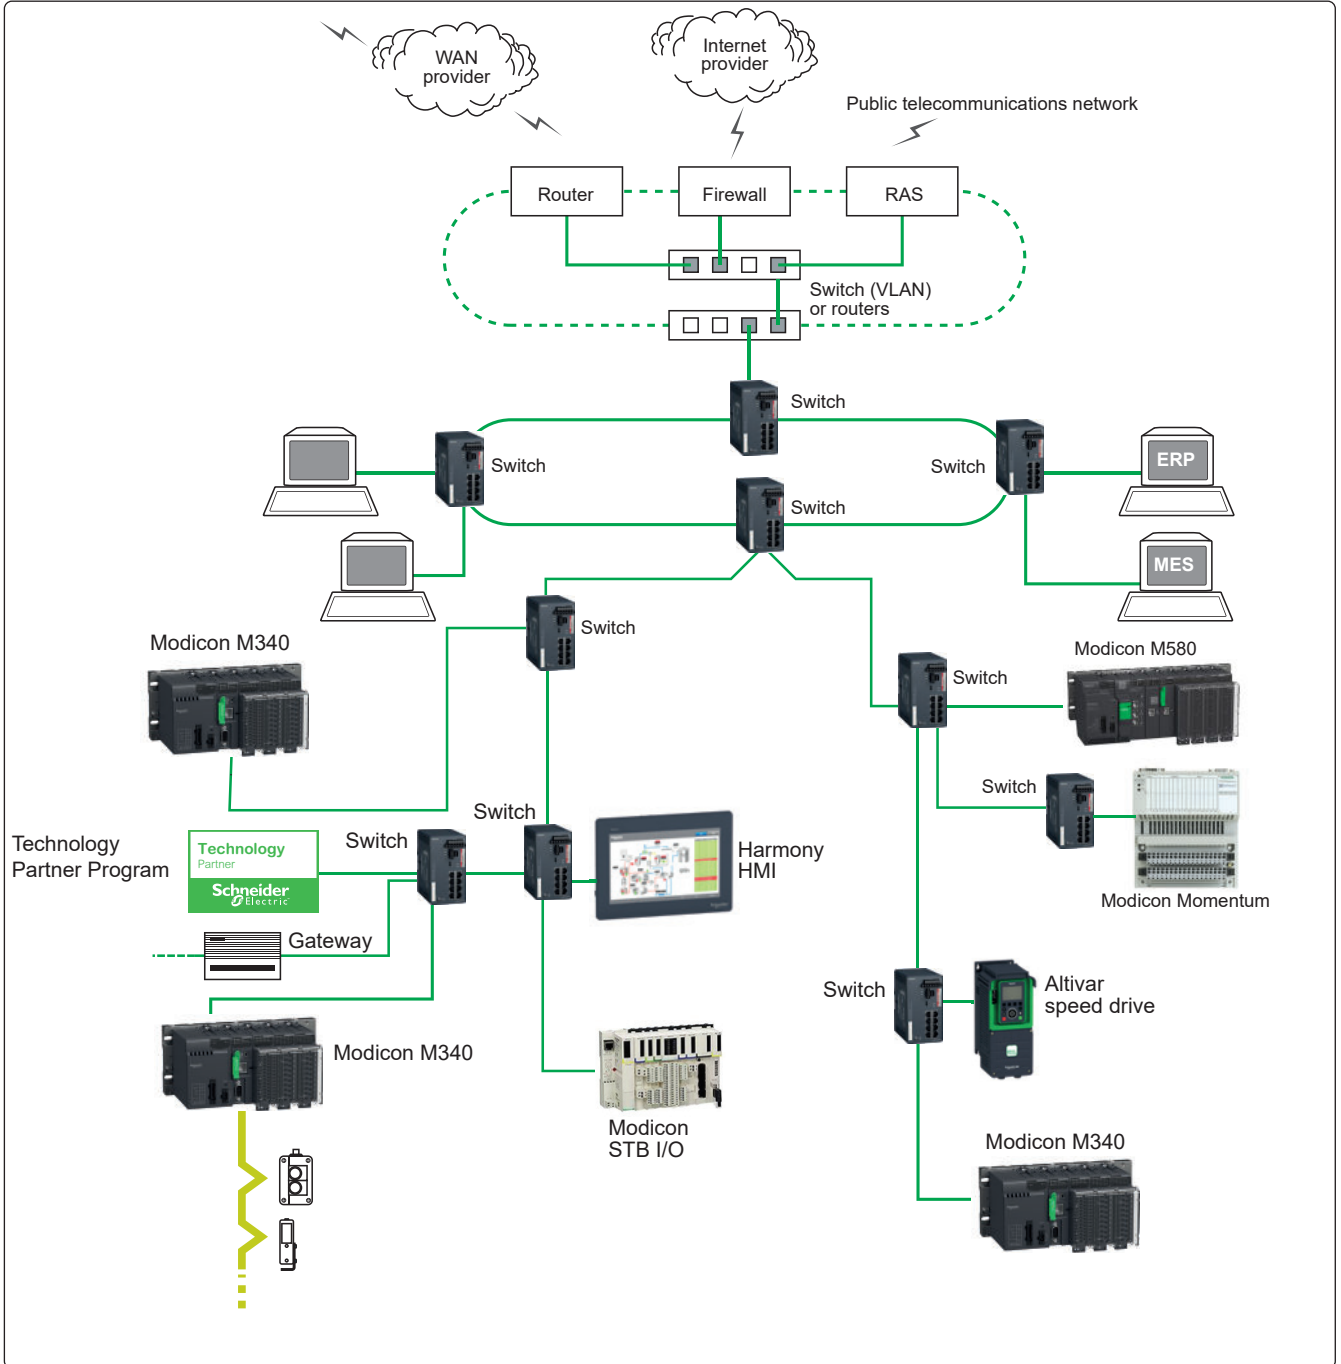 WAN
provider
Internet
provider
Public telecommunications network
Router
Firewall
RAS
Switch (VLAN)
or routers
Switch
Switch
Switch
ERP
Switch
MES
Switch
Modicon M340
Modicon M580
Switch
Switch
Switch
Switch
Technology
Partner Program
Technology
Partner
Schneider
Electric
Harmony
HMI
Modicon Momentum
Gateway
Switch
Altivar
speed drive
Modicon M340
Modicon
STB I/O
Modicon M340